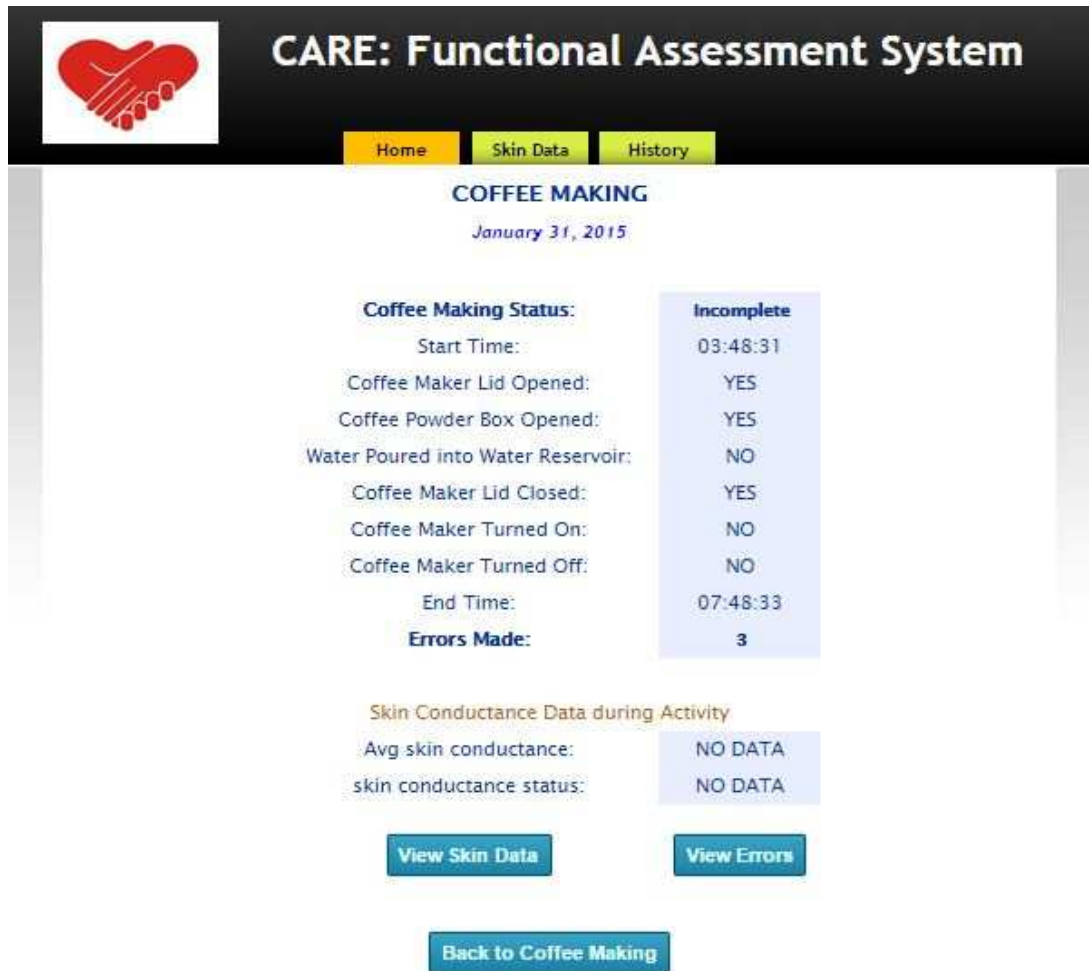 CARE: Functional Assessment System
Home Skin Data History
COFFEE MAKING
January 31, 2015
Coffee Making Status: Incomplete
Start Time: 03:48:31
Coffee Maker Lid Opened: YES
Coffee Powder Box Opened: YES
Water Poured into Water Reservoir: NO
Coffee Maker Lid Closed: YES
Coffee Maker Turned On: NO
Coffee Maker Turned Off: NO
End Time: 07:48:33
Errors Made: 3
Skin Conductance Data during Activity
Avg skin conductance: NO DATA
skin conductance status: NO DATA
View Skin Data View Errors
Back to Coffee Making